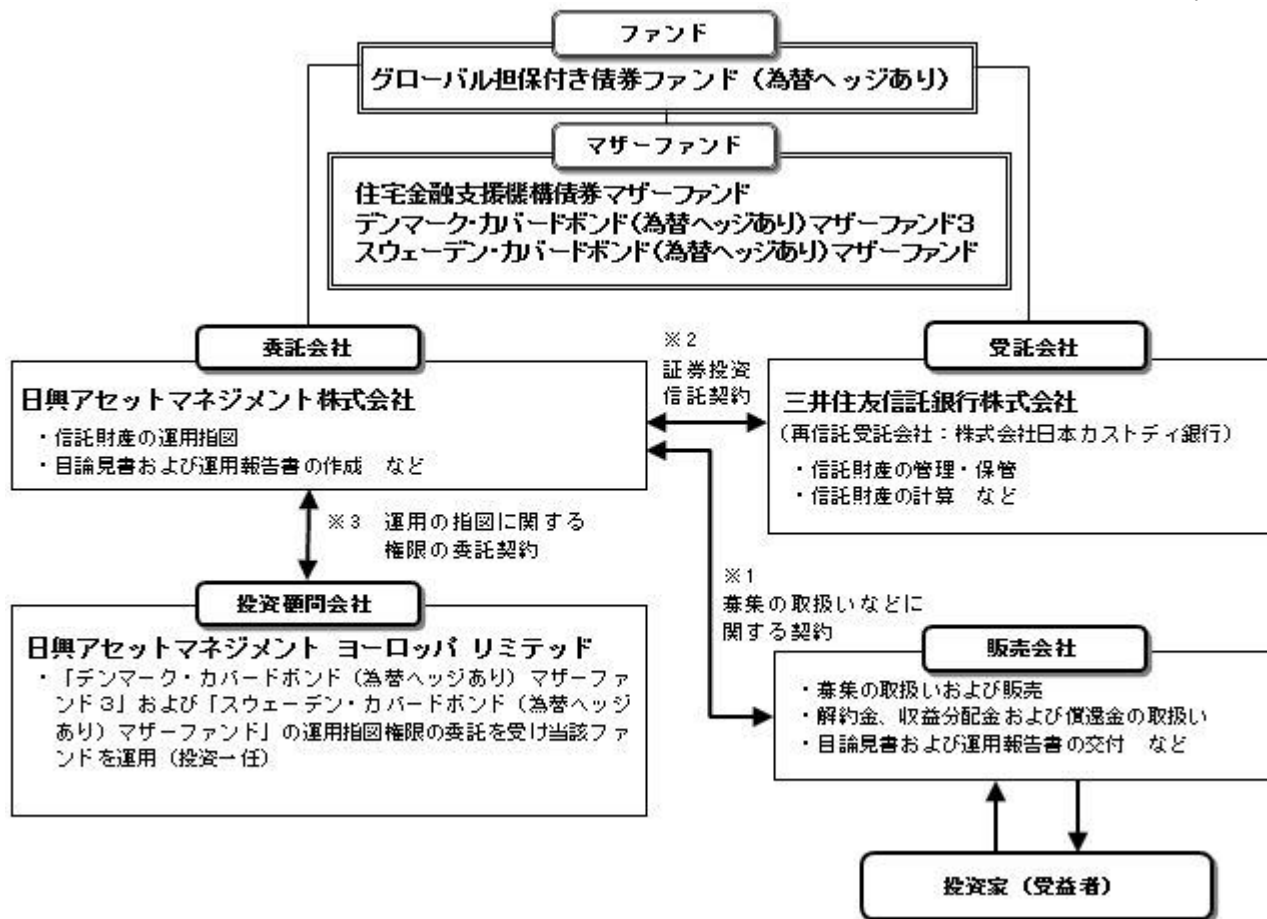 ファンド
グローバル担保付き債券ファンド（為替ヘッジあり）
マザーファンド
住宅金融支援機構債券マザーファンド
デンマーク・カバードボンド(為替ヘッジあり)マザーファンド3
スウェーデン・カバードボンド(為替ヘッジあり)マザーファンド
委託会社
日興アセットマネジメント株式会社
・信託財産の運用指図
・目論見書および運用報告書の作成　など
※2
証券投資
信託契約
受託会社
三井住友信託銀行株式会社
（再信託受託会社：株式会社日本カストディ銀行）
・信託財産の管理・保管
・信託財産の計算　など
※3　運用の指図に関する
権限の委託契約
投資顧問会社
日興アセットマネジメント ヨーロッパ リミテッド
・「デンマーク・カバードボンド（為替ヘッジあり）マザーファ
ンド3」および「スウェーデン・カバードボンド（為替ヘッジ
あり）マザーファンド」の運用指図権限の委託を受け当該ファ
ンドを運用（投資一任）
※1
募集の取扱いなどに
関する契約
販売会社
・募集の取扱いおよび販売
・解約金、収益分配金および償還金の取扱い
・目論見書および運用報告書の交付　など
投資家（受益者）